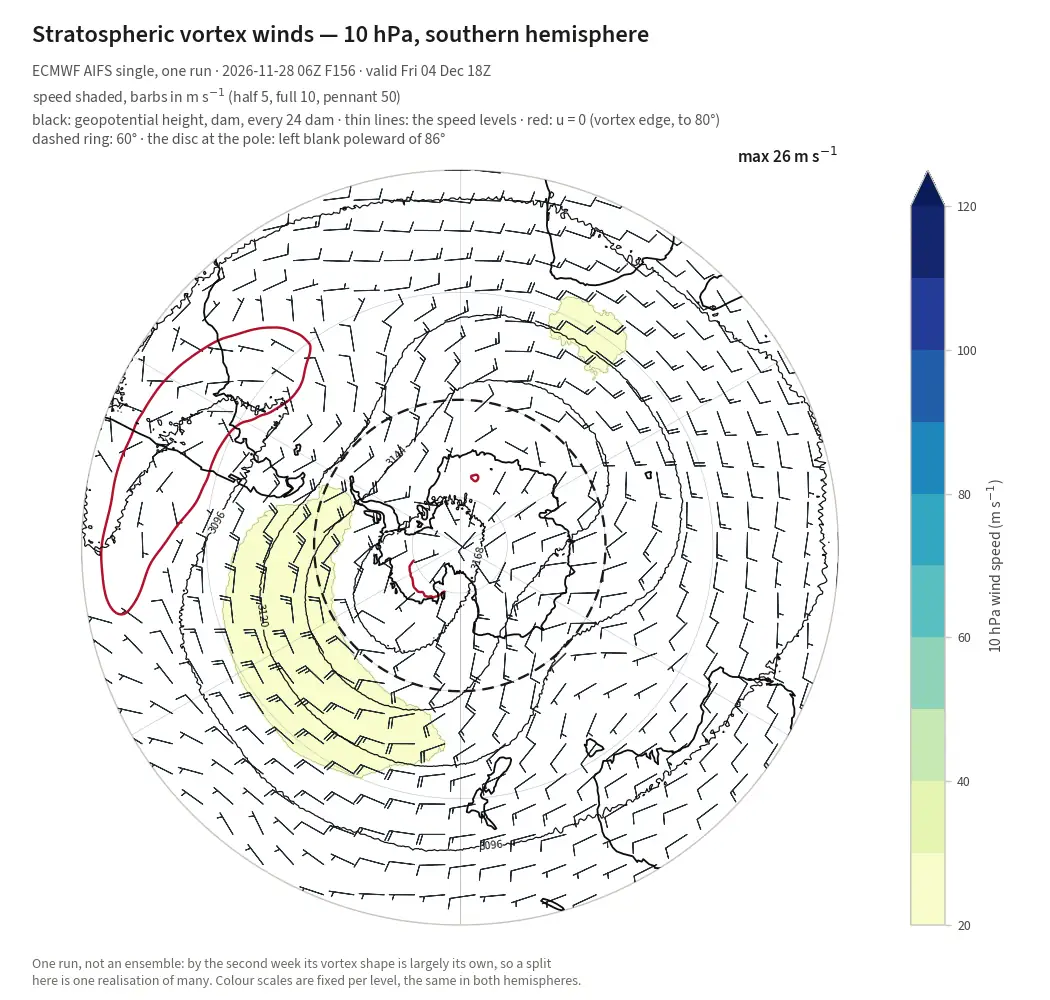 Stratospheric vortex winds — 10 hPa, southern hemisphere
ECMWF AIFS single, one run · 2026-11-28 06Z F156 · valid Fri 04 Dec 18Z
speed shaded, barbs in m s⁻¹ (half 5, full 10, pennant 50)
black: geopotential height, dam, every 24 dam · thin lines: the speed levels · red: u = 0 (vortex edge, to 80°)
dashed ring: 60° · the disc at the pole: left blank poleward of 86°
max 26 m s⁻¹
120
100
80
60
40
20
10 hPa wind speed (m s⁻¹)
3144
3096
3168
3120
3096
One run, not an ensemble: by the second week its vortex shape is largely its own, so a split
here is one realisation of many. Colour scales are fixed per level, the same in both hemispheres.